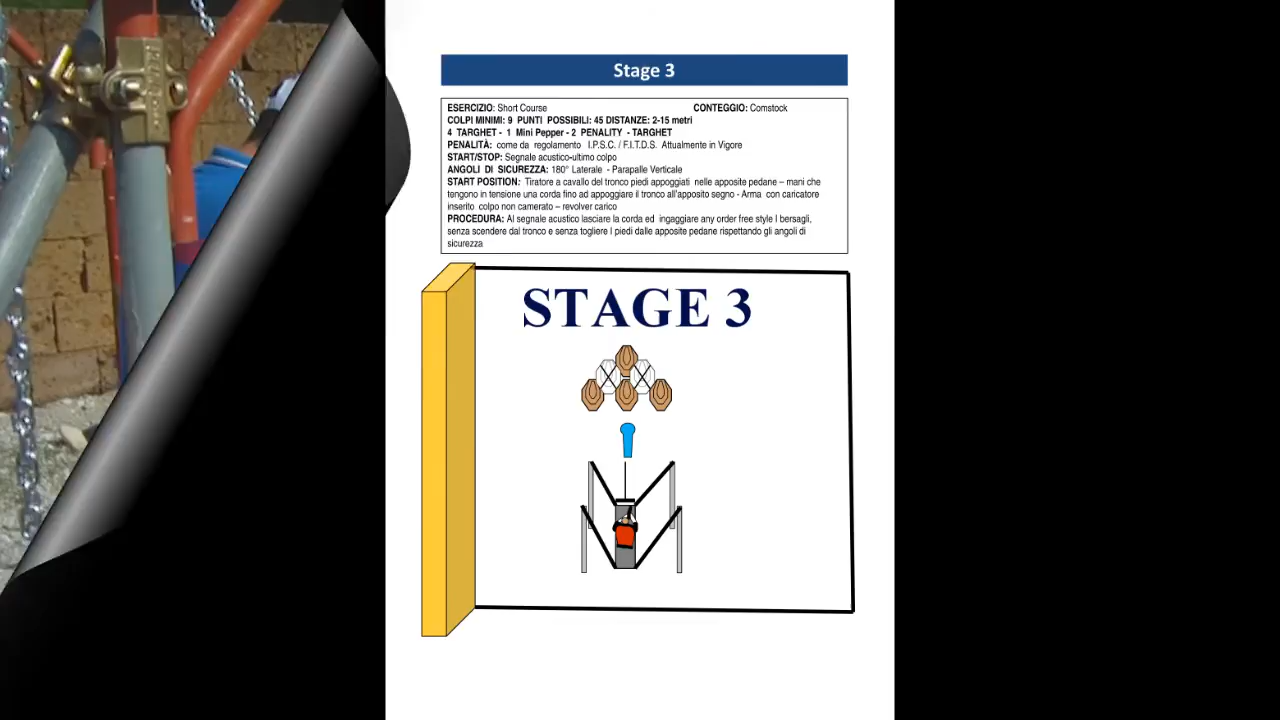 Stage 3
ESERCIZIO: Short Course CONTEGGIO: Comstock
COLPI MINIMI: 9 PUNTI POSSIBILI: 45 DISTANZE: 2-15 metri
4 TARGHET - 1 Mini Pepper - 2 PENALITY - TARGHET
PENALITÀ: come da regolamento I.P.S.C. / F.I.T.D.S. Attualmente in Vigore
START/STOP: Segnale acustico-ultimo colpo
ANGOLI DI SICUREZZA: 180° Laterale - Parapalle Verticale
START POSITION: Tiratore a cavallo del tronco piedi appoggiati nelle apposite pedane – mani che
tengono in tensione una corda fino ad appoggiare il tronco all'apposito segno - Arma con caricatore
inserito colpo non camerato – revolver carico
PROCEDURA: Al segnale acustico lasciare la corda ed ingaggiare any order free style I bersagli,
senza scendere dal tronco e senza togliere I piedi dalle apposite pedane rispettando gli angoli di
sicurezza
STAGE 3